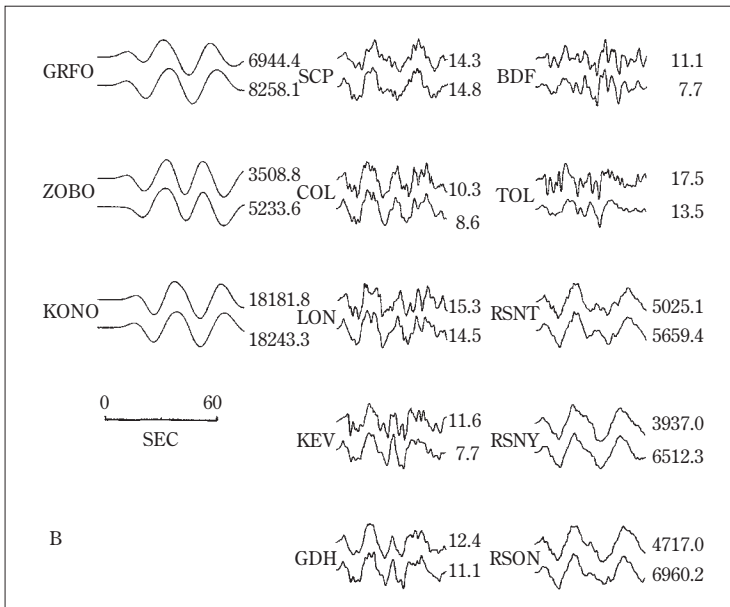 GRFO 6944.4 8258.1
SCP 14.3 14.8
BDF 11.1 7.7
ZOBO 3508.8 5233.6
COL 10.3 8.6
TOL 17.5 13.5
KONO 18181.8 18243.3
LON 15.3 14.5
RSNT 5025.1 5659.4
0 60
SEC
KEV 11.6 7.7
RSNY 3937.0 6512.3
B
GDH 12.4 11.1
RSON 4717.0 6960.2